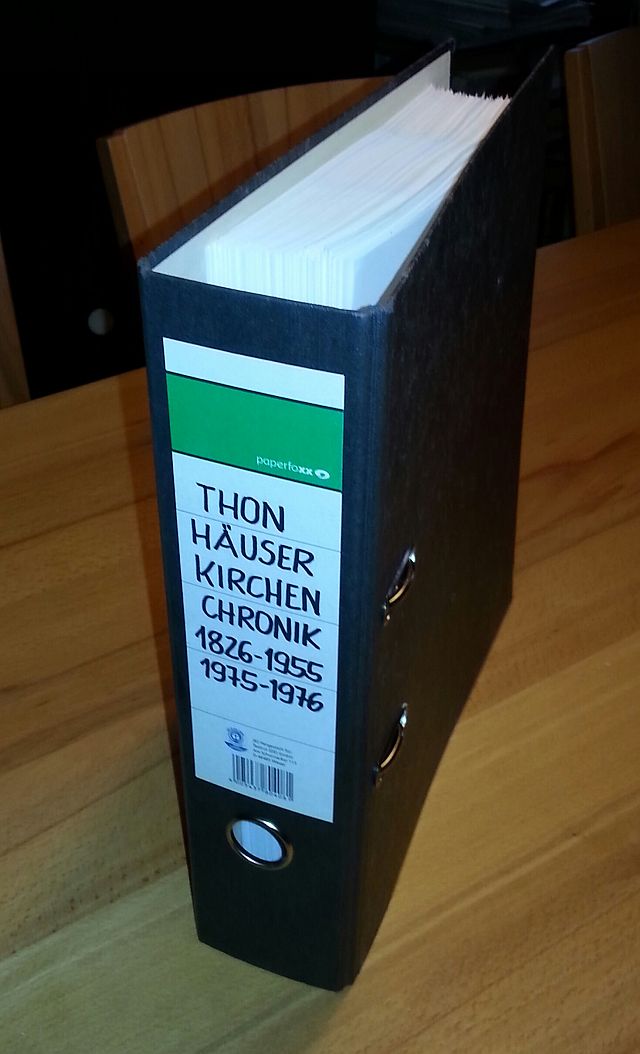 paperfoxx
THON
HÄUSER
KIRCHEN
CHRONIK
1826-1955
1975-1976